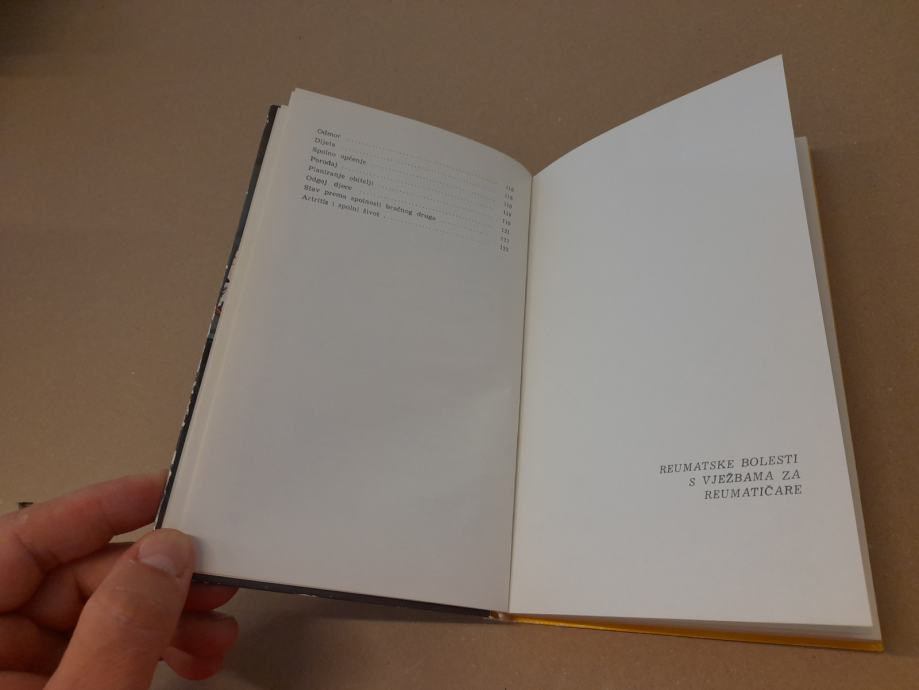 Odmor
Dijeta
Spolno općenje
Porođaj
Planiranje obitelji
Odgoj djece
Stav prema spolnosti bračnog druga
Artritis i spolni život
REUMATSKE BOLESTI
S VJEŽBAMA ZA
REUMATIČARE